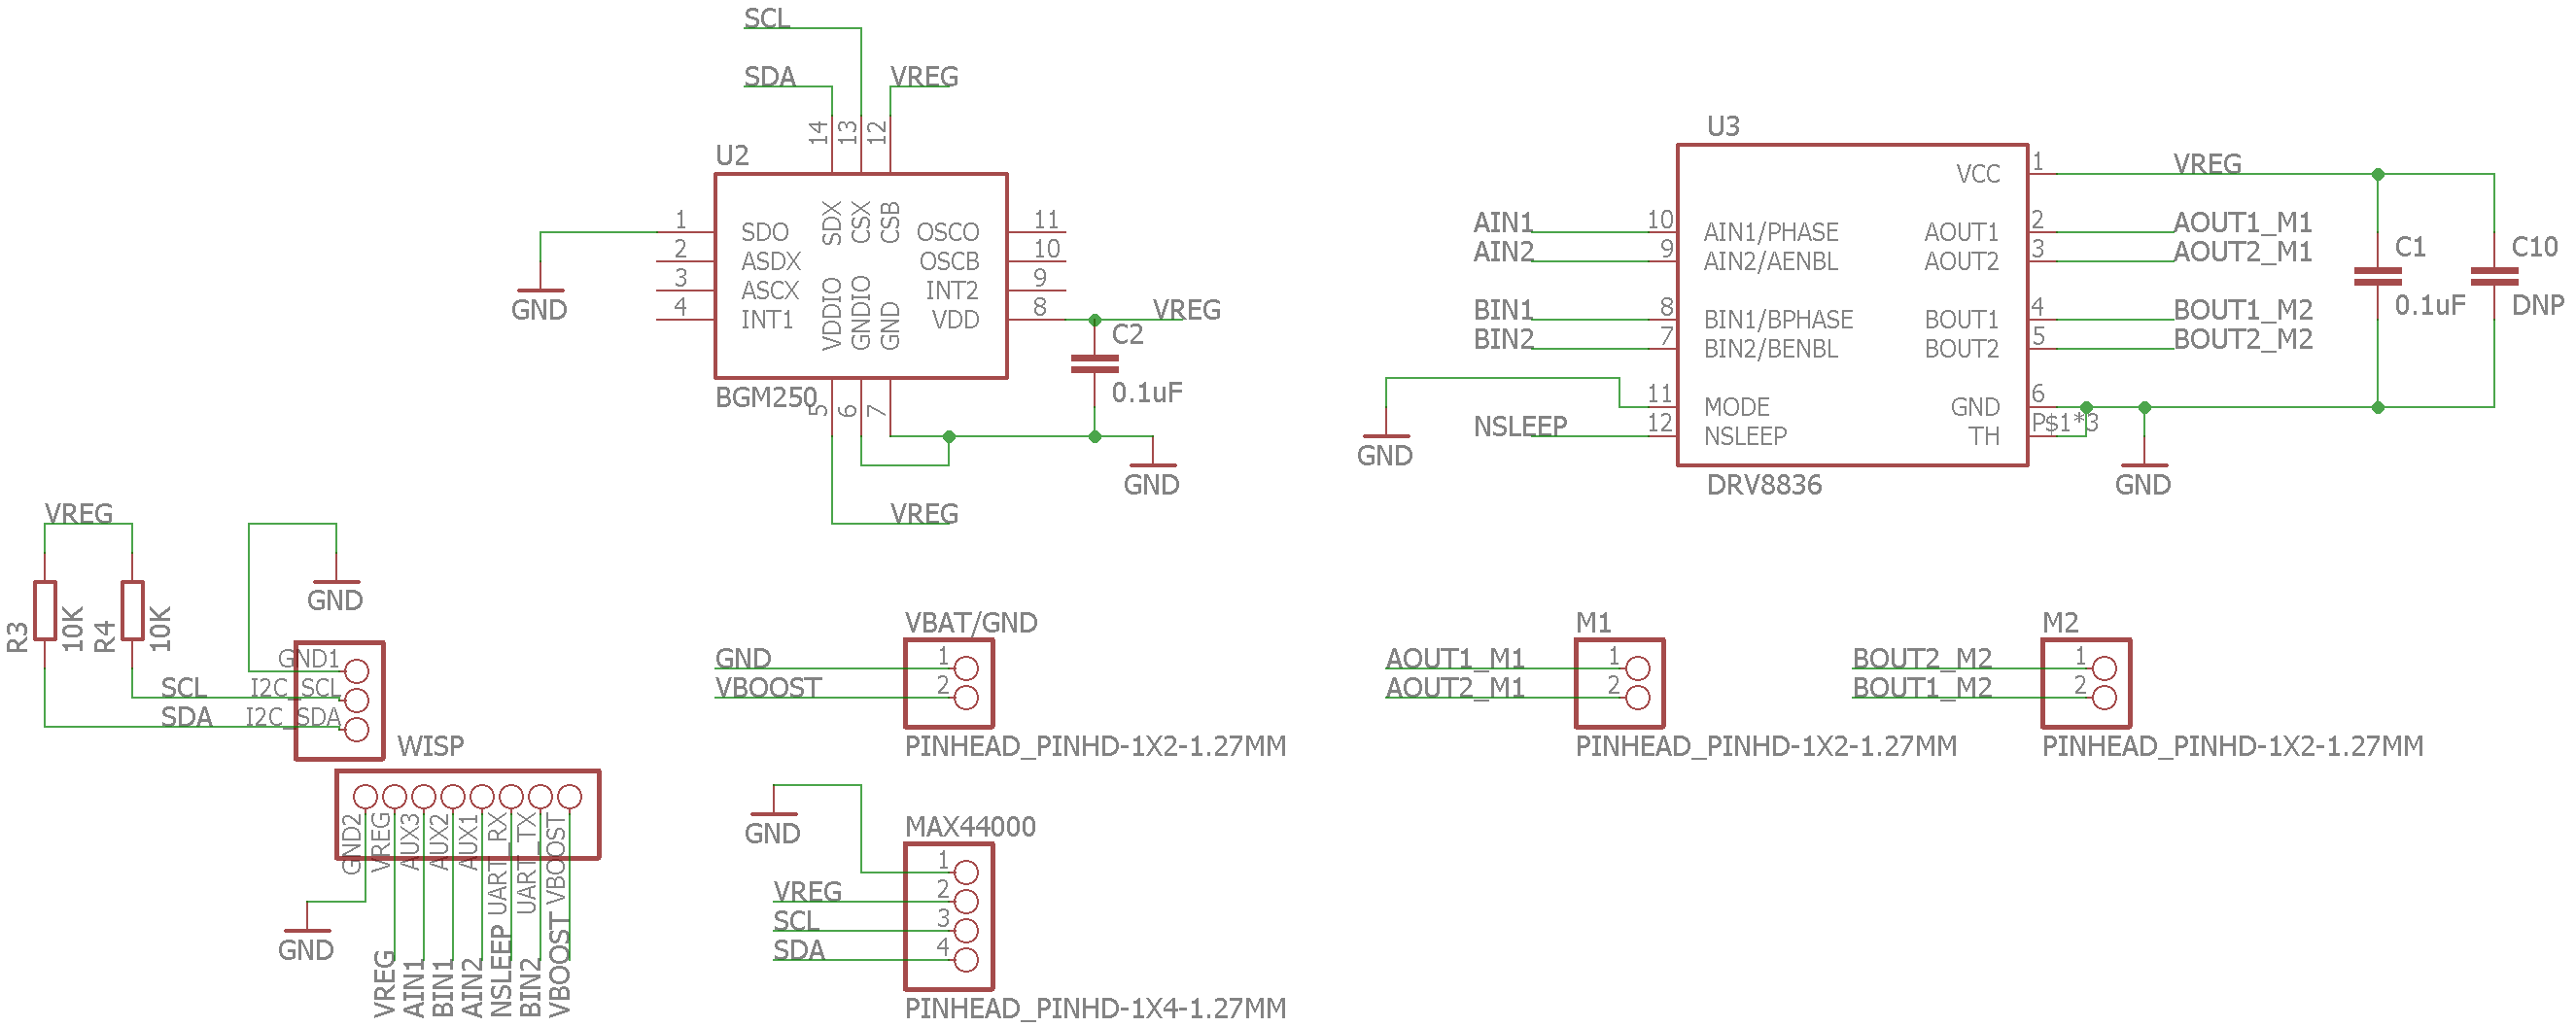 SCL
SDA
VREG
14
13
12
U2
SDX
CSX
CSB
1
SDO
2
ASDX
3
ASCX
4
INT1
VDDIO
GNDIO
GND
OSCO
11
OSCB
10
INT2
9
VDD
8
VREG
C2
0.1uF
GND
BGM250
5
6
7
GND
VREG
U3
VCC
1
VREG
AIN1
10
AIN1/PHASE
AOUT1
2
AOUT1_M1
AIN2
9
AIN2/AENBL
AOUT2
3
AOUT2_M1
BIN1
8
BIN1/BPHASE
BOUT1
4
BOUT1_M2
BIN2
7
BIN2/BENBL
BOUT2
5
BOUT2_M2
C1
0.1uF
C10
DNP
11
MODE
GND
6
NSLEEP
12
NSLEEP
TH
P$1*3
GND
GND
DRV8836
VREG
R3
10K
R4
10K
GND
GND1
SCL
I2C_SCL
SDA
I2C_SDA
WISP
GND2
VREG
AUX3
AUX2
AUX1
UART_RX
UART_TX
VBOOST
GND
VREG
AIN1
BIN1
AIN2
NSLEEP
BIN2
VBOOST
VBAT/GND
GND
1
VBOOST
2
PINHEAD_PINHD-1X2-1.27MM
GND
MAX44000
1
VREG
2
SCL
3
SDA
4
PINHEAD_PINHD-1X4-1.27MM
M1
AOUT1_M1
1
AOUT2_M1
2
PINHEAD_PINHD-1X2-1.27MM
M2
BOUT2_M2
1
BOUT1_M2
2
PINHEAD_PINHD-1X2-1.27MM